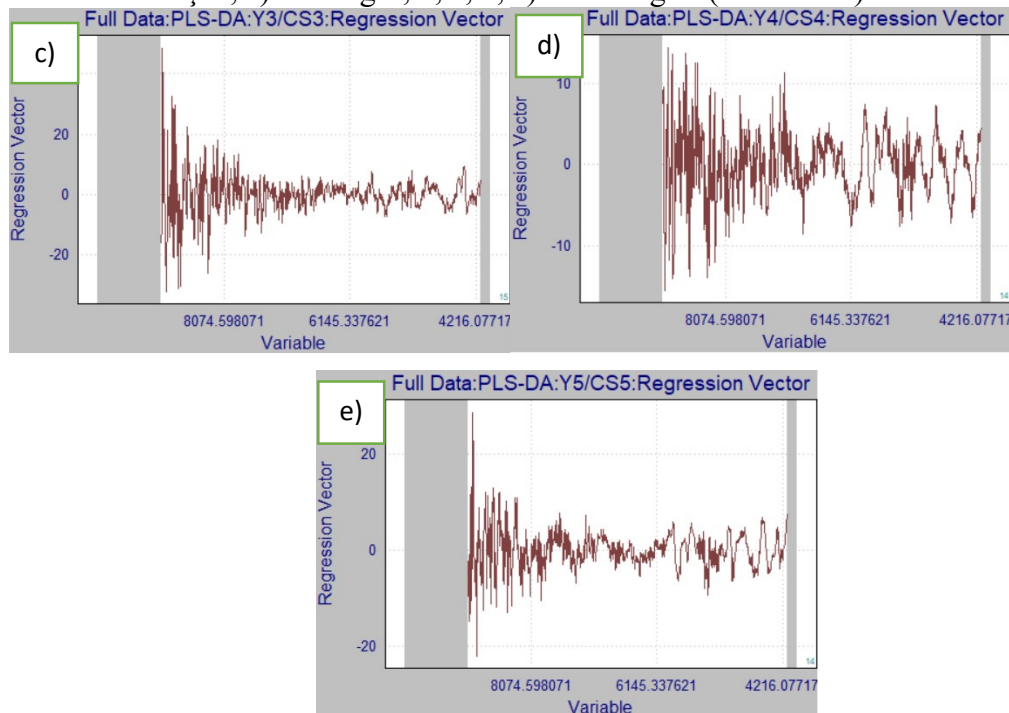 c)
Full Data:PLS-DA:Y3/CS3:Regression Vector
Regression Vector
20
0
-20
15
8074.598071 6145.337621 4216.07717
Variable
d)
Full Data:PLS-DA:Y4/CS4:Regression Vector
Regression Vector
10
0
-10
14
8074.598071 6145.337621 4216.07717
Variable
e)
Full Data:PLS-DA:Y5/CS5:Regression Vector
Regression Vector
20
0
-20
14
8074.598071 6145.337621 4216.07717
Variable